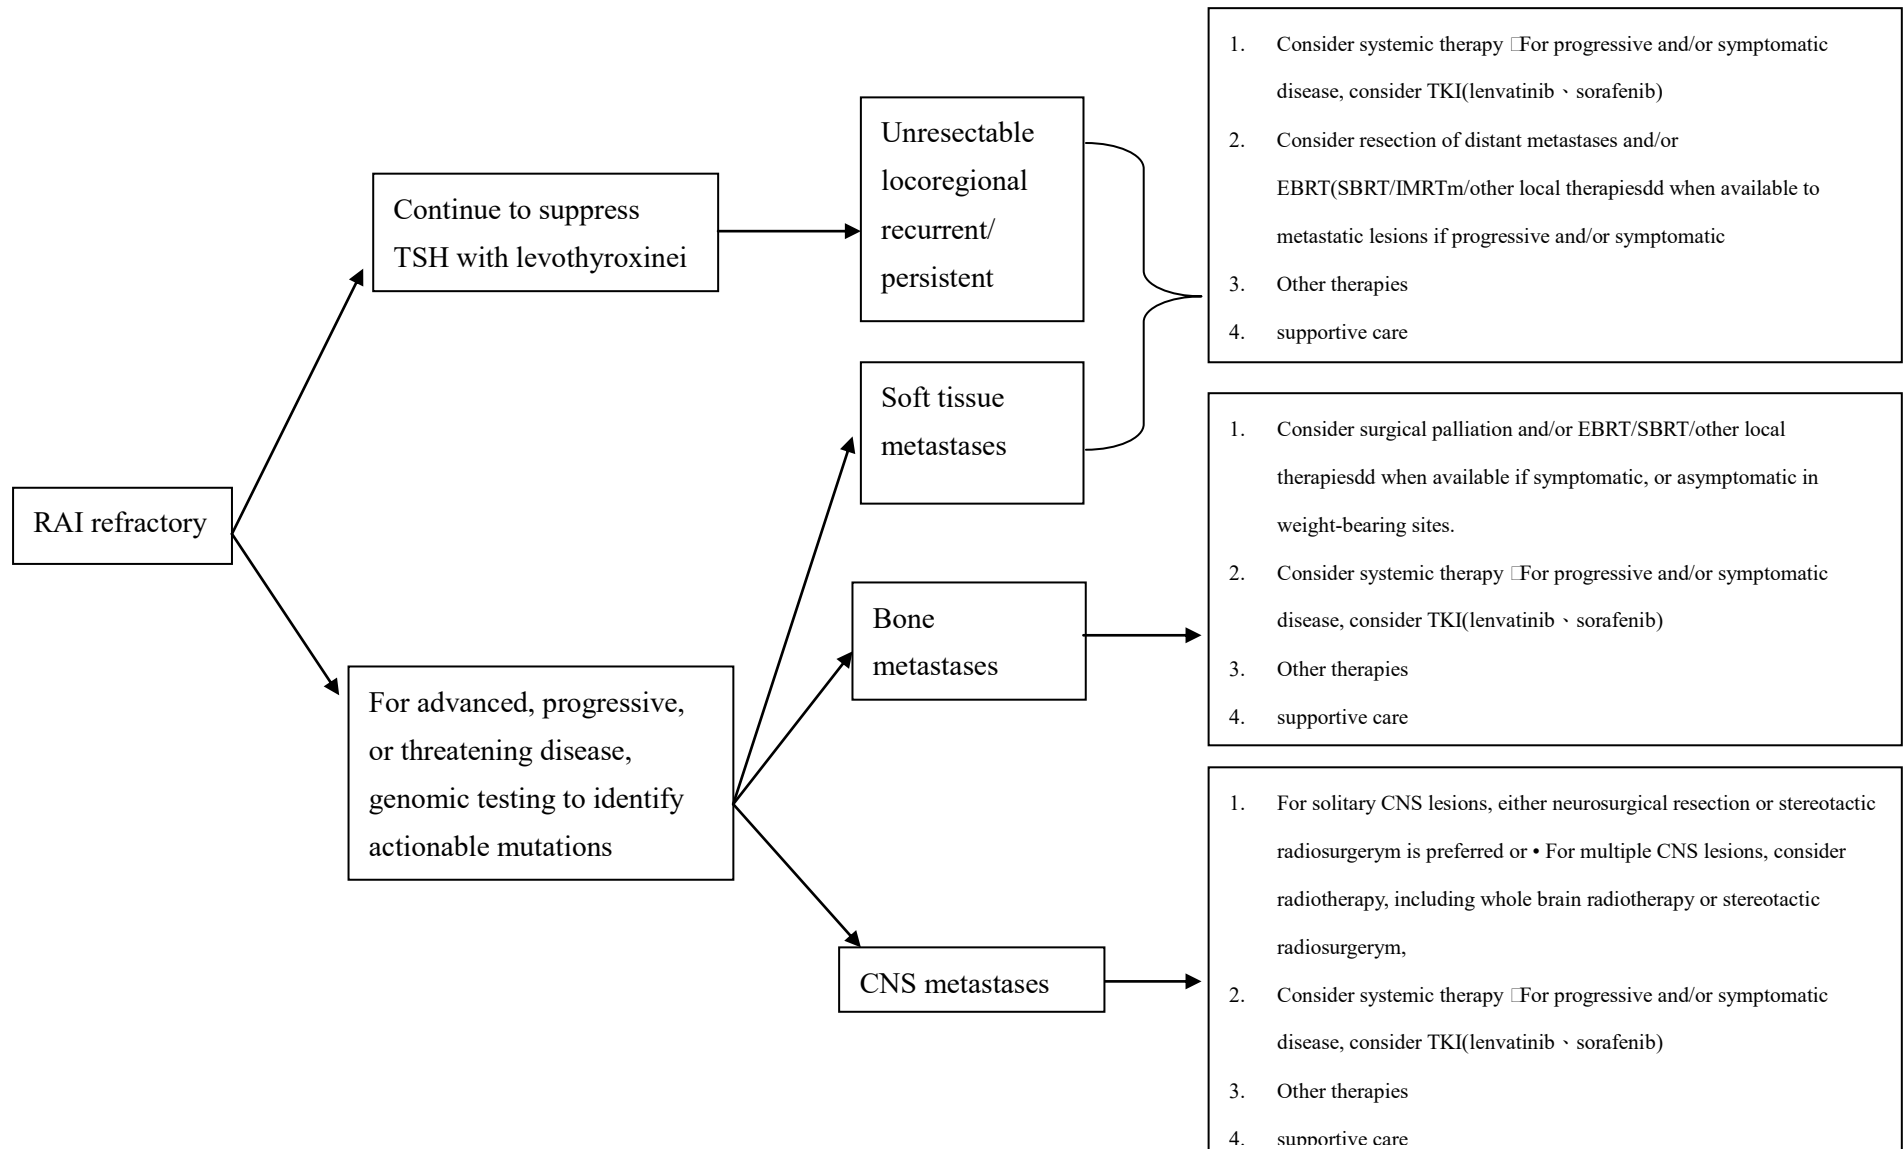 RAI refractory
Continue to suppress
TSH with levothyroxinei
For advanced, progressive,
or threatening disease,
genomic testing to identify
actionable mutations
Unresectable
locoregional
recurrent/
persistent
Soft tissue
metastases
Bone
metastases
CNS metastases
1. Consider systemic therapy □For progressive and/or symptomatic
disease, consider TKI(lenvatinib、sorafenib)
2. Consider resection of distant metastases and/or
EBRT(SBRT/IMRTm/other local therapiesdd when available to
metastatic lesions if progressive and/or symptomatic
3. Other therapies
4. supportive care
1. Consider surgical palliation and/or EBRT/SBRT/other local
therapiesdd when available if symptomatic, or asymptomatic in
weight-bearing sites.
2. Consider systemic therapy □For progressive and/or symptomatic
disease, consider TKI(lenvatinib、sorafenib)
3. Other therapies
4. supportive care
1. For solitary CNS lesions, either neurosurgical resection or stereotactic
radiosurgerym is preferred or • For multiple CNS lesions, consider
radiotherapy, including whole brain radiotherapy or stereotactic
radiosurgerym,
2. Consider systemic therapy □For progressive and/or symptomatic
disease, consider TKI(lenvatinib、sorafenib)
3. Other therapies
4. supportive care